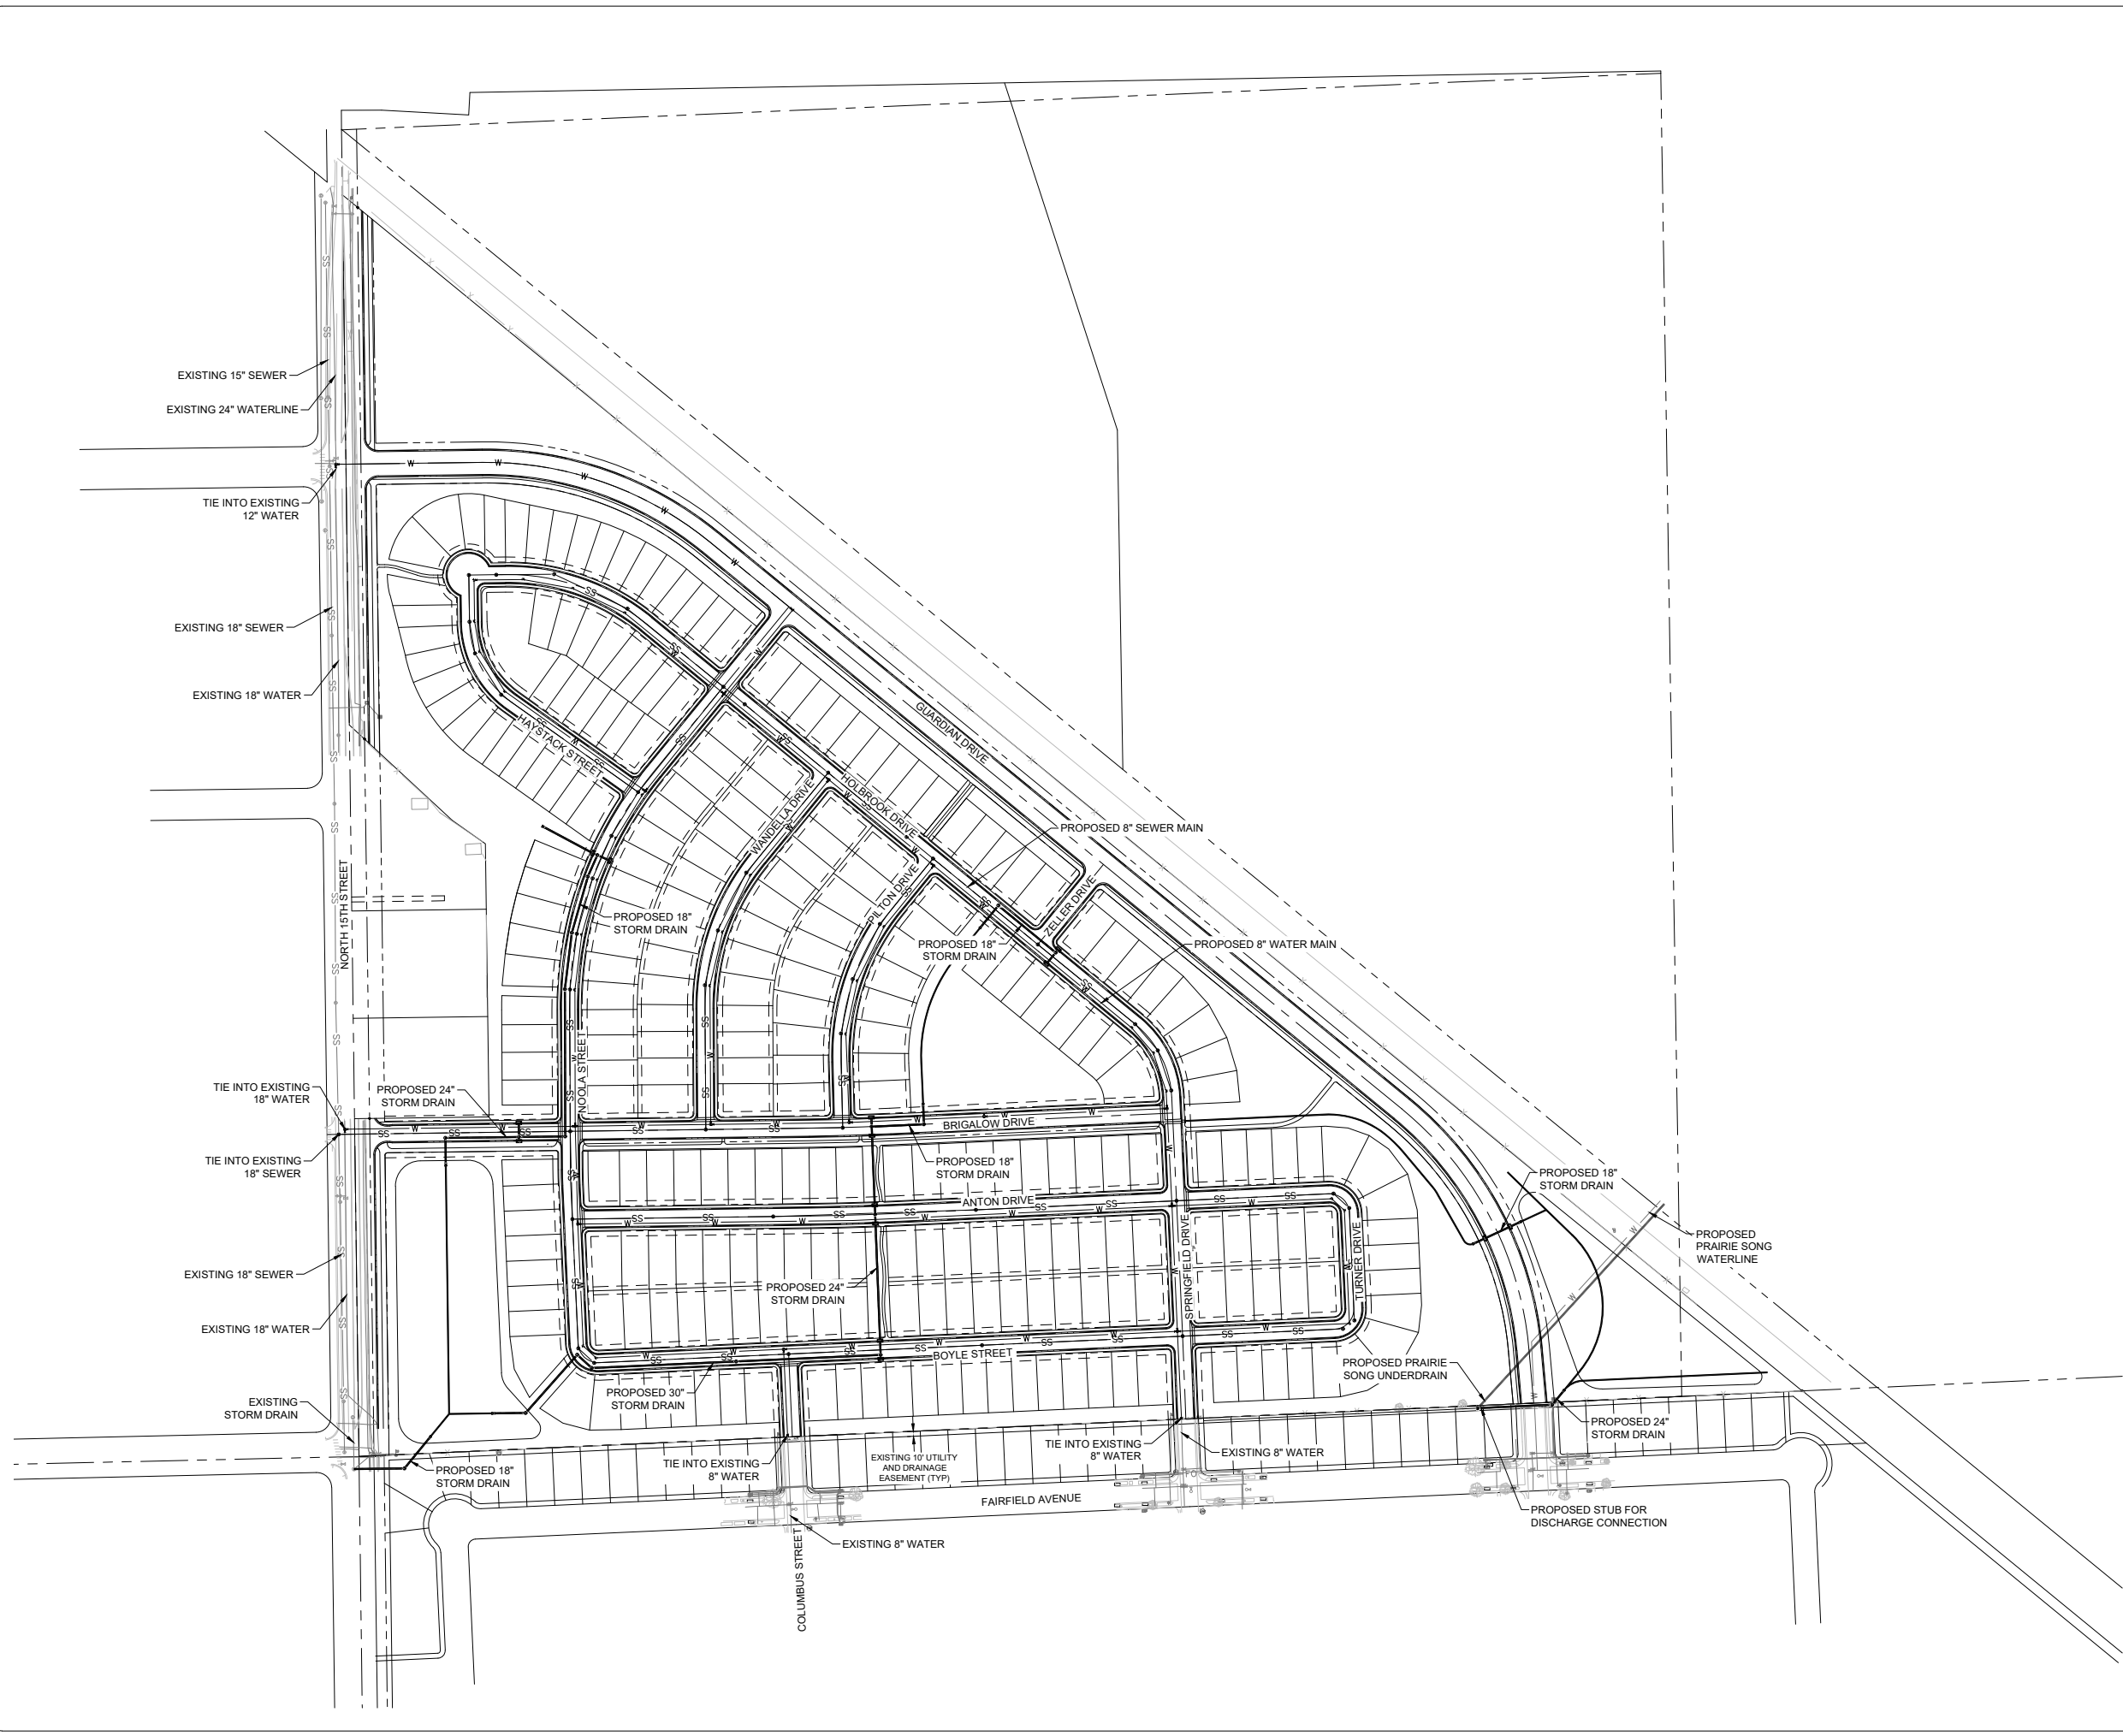 EXISTING 15" SEWER
EXISTING 24" WATERLINE
TIE INTO EXISTING
12" WATER
EXISTING 18" SEWER
EXISTING 18" WATER
GUARDIAN DRIVE
HAYSTACK STREET
HOLBROOK DRIVE
WANDELLA DRIVE
PROPOSED 8" SEWER MAIN
PILTON DRIVE
ZELLER DRIVE
NORTH 15TH STREET
PROPOSED 18"
STORM DRAIN
PROPOSED 18"
STORM DRAIN
PROPOSED 8" WATER MAIN
NOOLA STREET
TIE INTO EXISTING
18" WATER
PROPOSED 24"
STORM DRAIN
BRIGALOW DRIVE
TIE INTO EXISTING
18" SEWER
PROPOSED 18"
STORM DRAIN
PROPOSED 18"
STORM DRAIN
ANTON DRIVE
SPRINGFIELD DRIVE
TURNER DRIVE
PROPOSED
PRAIRIE SONG
WATERLINE
EXISTING 18" SEWER
PROPOSED 24"
STORM DRAIN
EXISTING 18" WATER
BOYLE STREET
PROPOSED PRAIRIE
SONG UNDERDRAIN
PROPOSED 30"
STORM DRAIN
EXISTING
STORM DRAIN
PROPOSED 24"
STORM DRAIN
TIE INTO EXISTING
8" WATER
EXISTING 8" WATER
EXISTING 10' UTILITY
AND DRAINAGE
EASEMENT (TYP)
TIE INTO EXISTING
8" WATER
PROPOSED 18"
STORM DRAIN
FAIRFIELD AVENUE
PROPOSED STUB FOR
DISCHARGE CONNECTION
EXISTING 8" WATER
COLUMBUS STREET